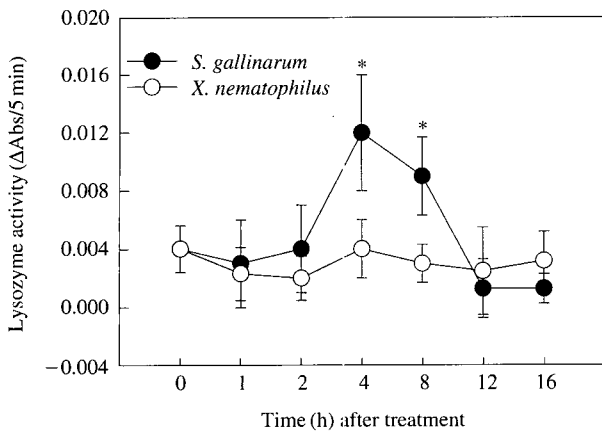 0.020
0.016
0.012
0.008
0.004
0.000
−0.004
Lysozyme activity (ΔAbs/5 min)
S. gallinarum
X. nematophilus
*
*
0 1 2 4 8 12 16
Time (h) after treatment